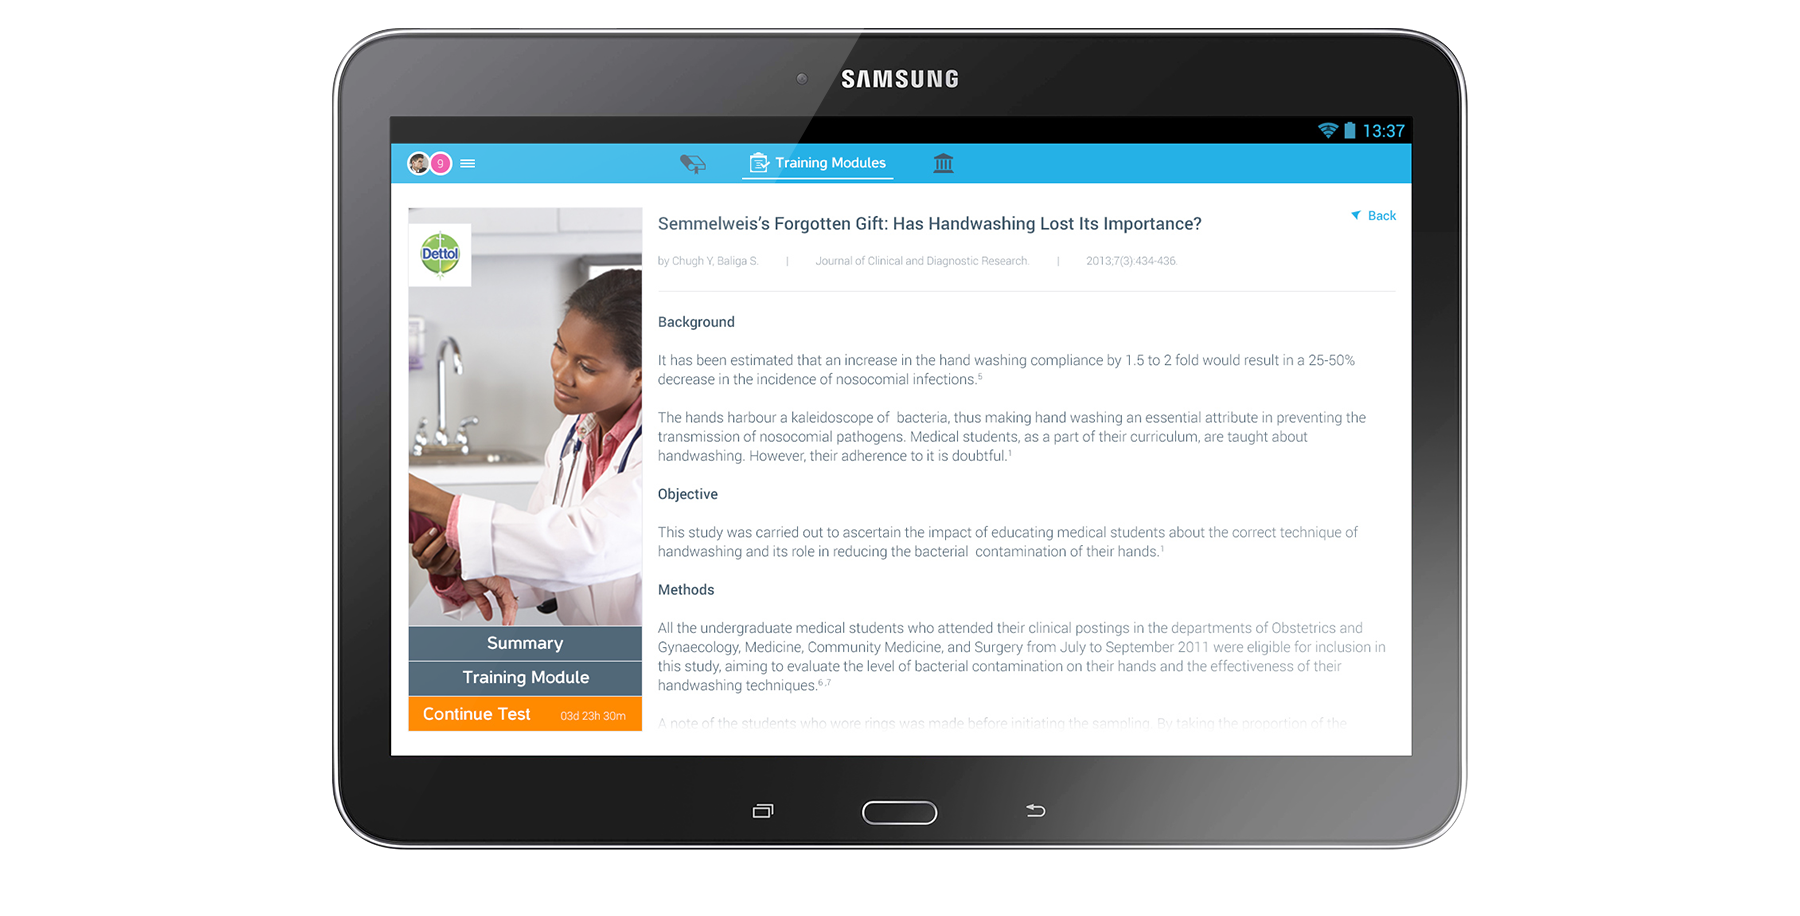 SAMSUNG
13:37
9
Training Modules
Dettol
Semmelweis’s Forgotten Gift: Has Handwashing Lost Its Importance?
Back
by Chugh Y, Baliga S. | Journal of Clinical and Diagnostic Research. | 2013;7(3):434-436.
Background
It has been estimated that an increase in the hand washing compliance by 1.5 to 2 fold would result in a 25-50%
decrease in the incidence of nosocomial infections.⁵
The hands harbour a kaleidoscope of bacteria, thus making hand washing an essential attribute in preventing the
transmission of nosocomial pathogens. Medical students, as a part of their curriculum, are taught about
handwashing. However, their adherence to it is doubtful.¹
Objective
This study was carried out to ascertain the impact of educating medical students about the correct technique of
handwashing and its role in reducing the bacterial contamination of their hands.¹
Methods
All the undergraduate medical students who attended their clinical postings in the departments of Obstetrics and
Gynaecology, Medicine, Community Medicine, and Surgery from July to September 2011 were eligible for inclusion in
this study, aiming to evaluate the level of bacterial contamination on their hands and the effectiveness of their
handwashing techniques.⁶,⁷
A note of the students who wore rings was made before initiating the sampling. By taking the proportion of the
Summary
Training Module
Continue Test 03d 23h 30m